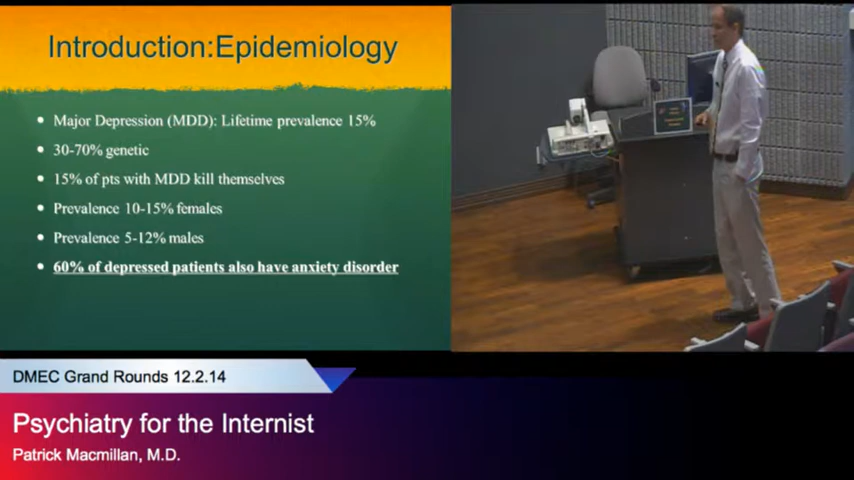 Introduction:Epidemiology
Major Depression (MDD): Lifetime prevalence 15%
30-70% genetic
15% of pts with MDD kill themselves
Prevalence 10-15% females
Prevalence 5-12% males
60% of depressed patients also have anxiety disorder
DMEC Grand Rounds 12.2.14
Psychiatry for the Internist
Patrick Macmillan, M.D.